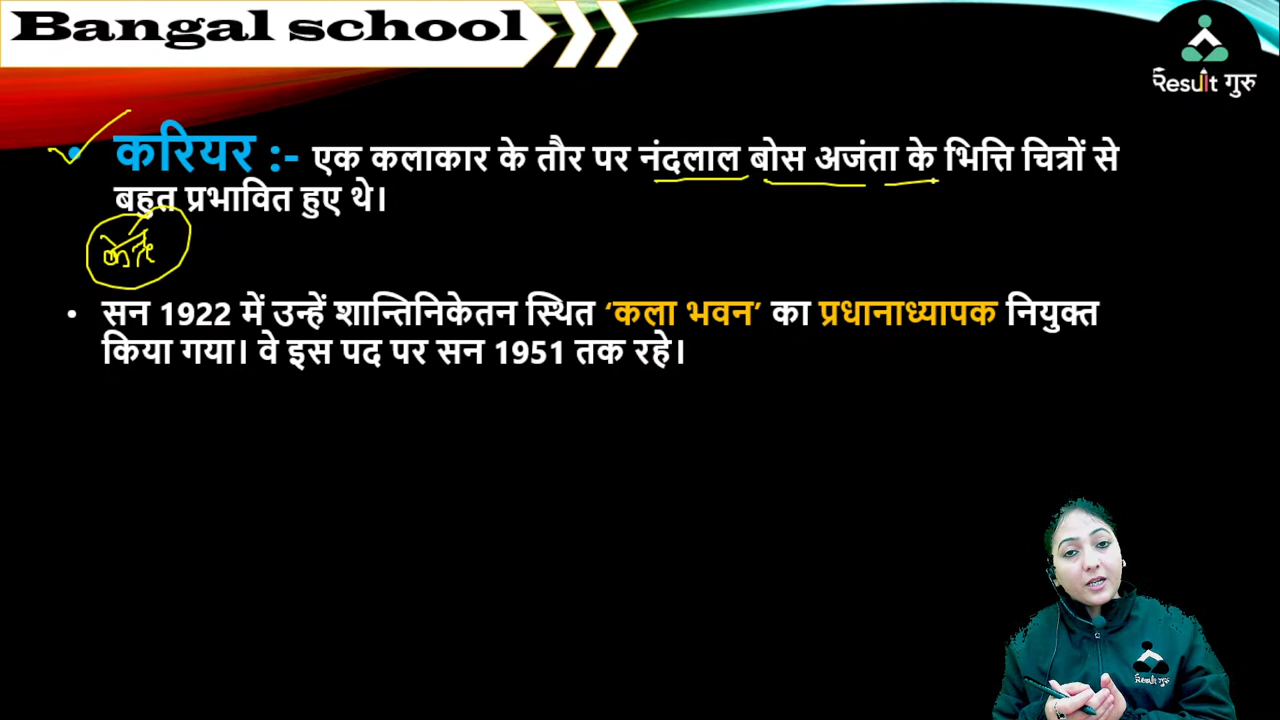 Bangal school
Result गुरु
करियर :- एक कलाकार के तौर पर नंदलाल बोस अजंता के भित्ति चित्रों से
बहुत प्रभावित हुए थे।
• सन 1922 में उन्हें शान्तिनिकेतन स्थित ‘कला भवन’ का प्रधानाध्यापक नियुक्त
किया गया। वे इस पद पर सन 1951 तक रहे।
Result गुरु